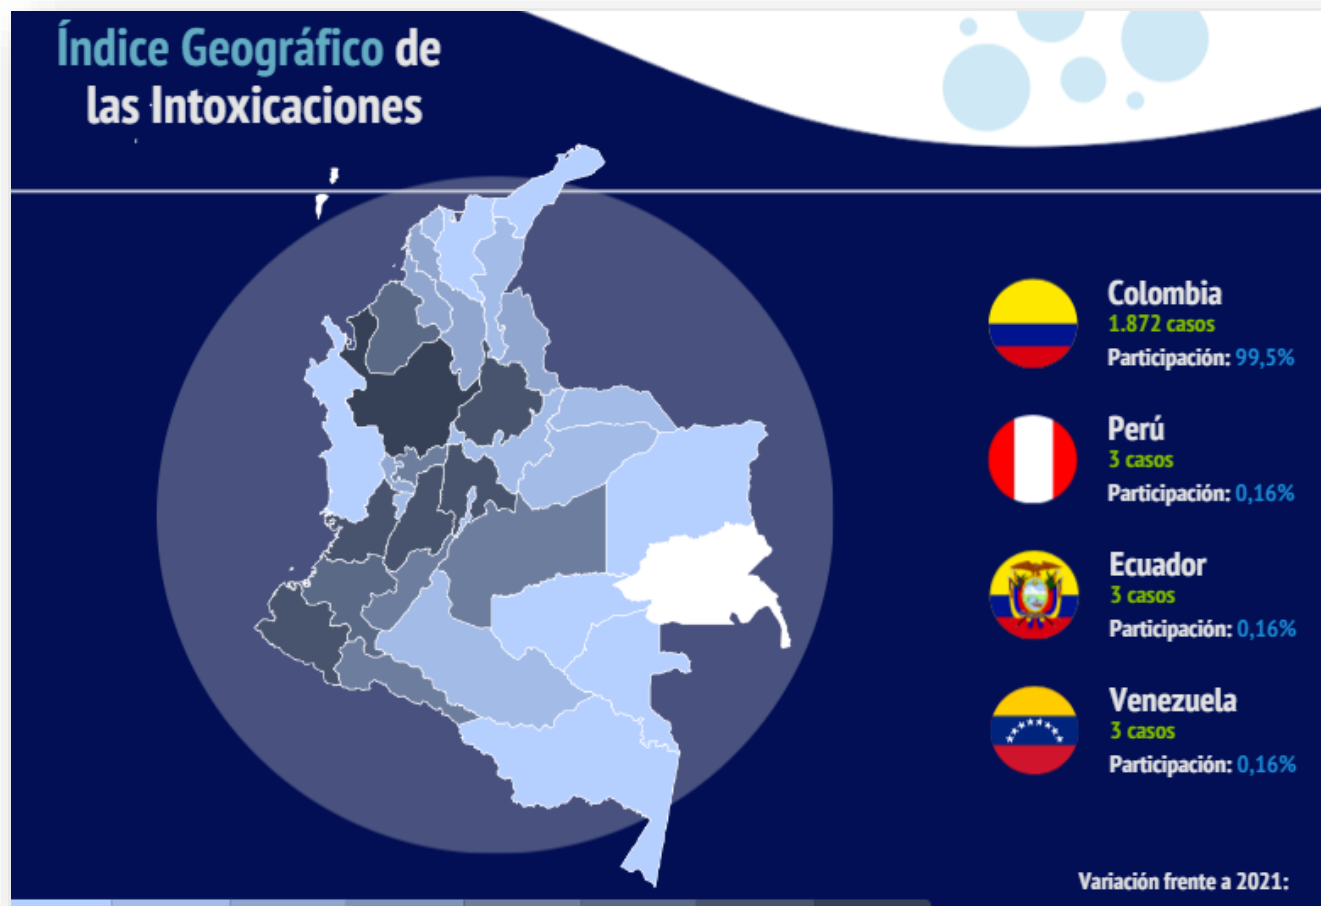 Índice Geográfico de
las Intoxicaciones
Colombia
1.872 casos
Participación: 99,5%
Perú
3 casos
Participación: 0,16%
Ecuador
3 casos
Participación: 0,16%
Venezuela
3 casos
Participación: 0,16%
Variación frente a 2021: